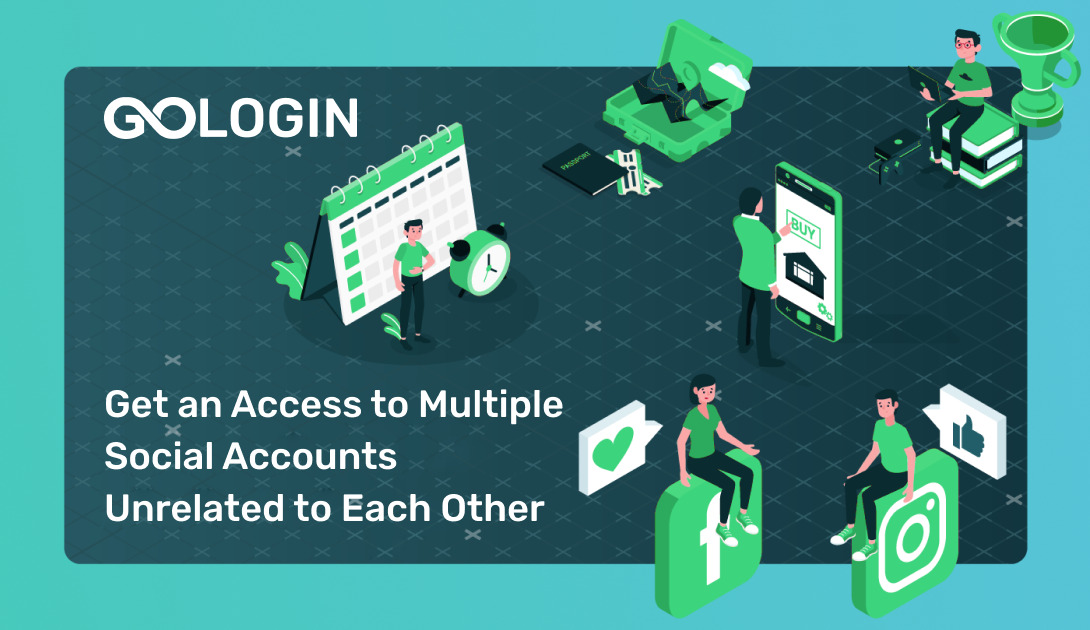 GOLOGIN
PASSPORT
BUY
Get an Access to Multiple
Social Accounts
Unrelated to Each Other